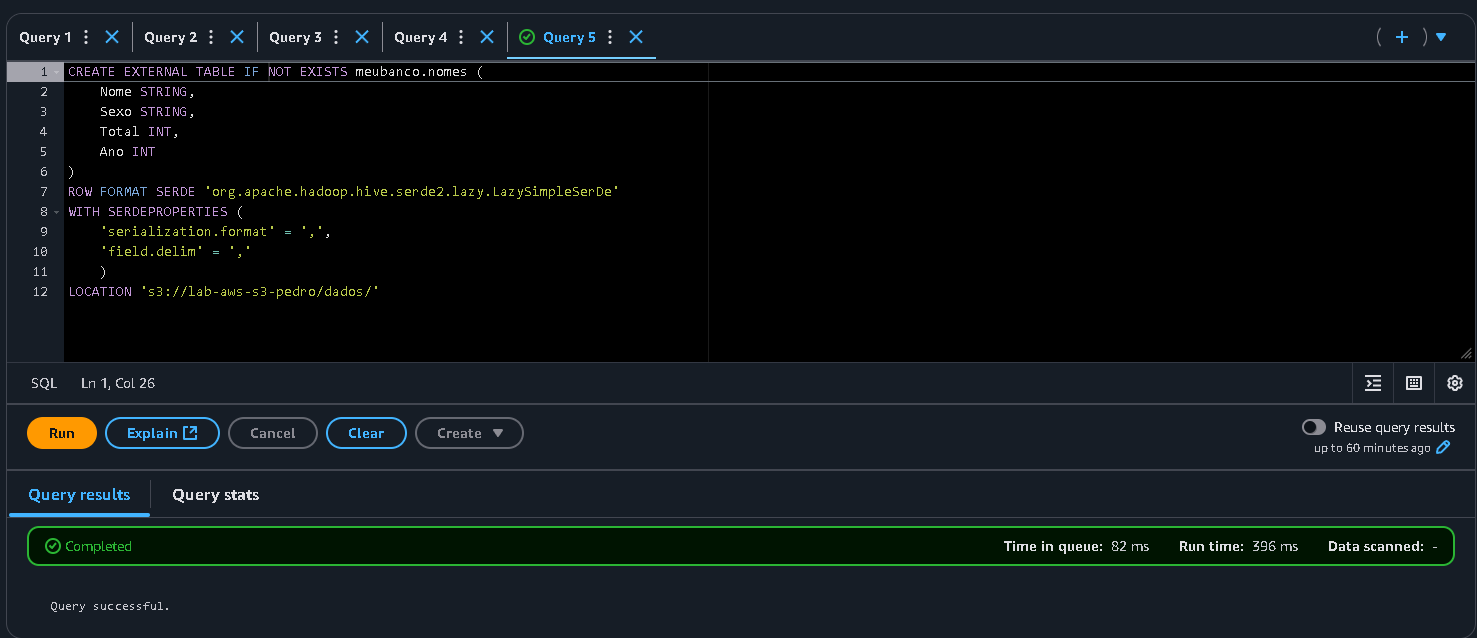 Query 1 Query 2 Query 3 Query 4 Query 5
1 CREATE EXTERNAL TABLE IF NOT EXISTS meubanco.nomes (
2 Nome STRING,
3 Sexo STRING,
4 Total INT,
5 Ano INT
6 )
7 ROW FORMAT SERDE 'org.apache.hadoop.hive.serde2.lazy.LazySimpleSerDe'
8 WITH SERDEPROPERTIES (
9 'serialization.format' = ',',
10 'field.delim' = ','
11 )
12 LOCATION 's3://lab-aws-s3-pedro/dados/'
SQL Ln 1, Col 26
Run Explain Cancel Clear Create
Reuse query results
up to 60 minutes ago
Query results Query stats
Completed Time in queue: 82 ms Run time: 396 ms Data scanned: -
Query successful.